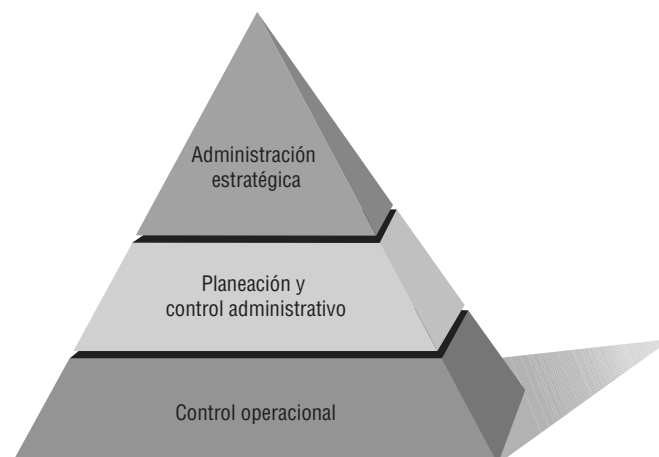 Administración
estratégica
Planeación y
control administrativo
Control operacional